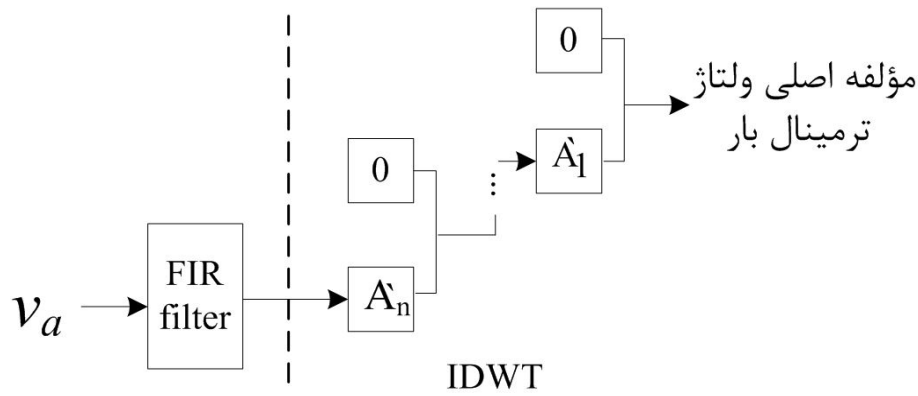 0
مؤلفه اصلی ولتاژ
ترمینال بار
À1
0
...
FIR
filter
Àn
va
IDWT